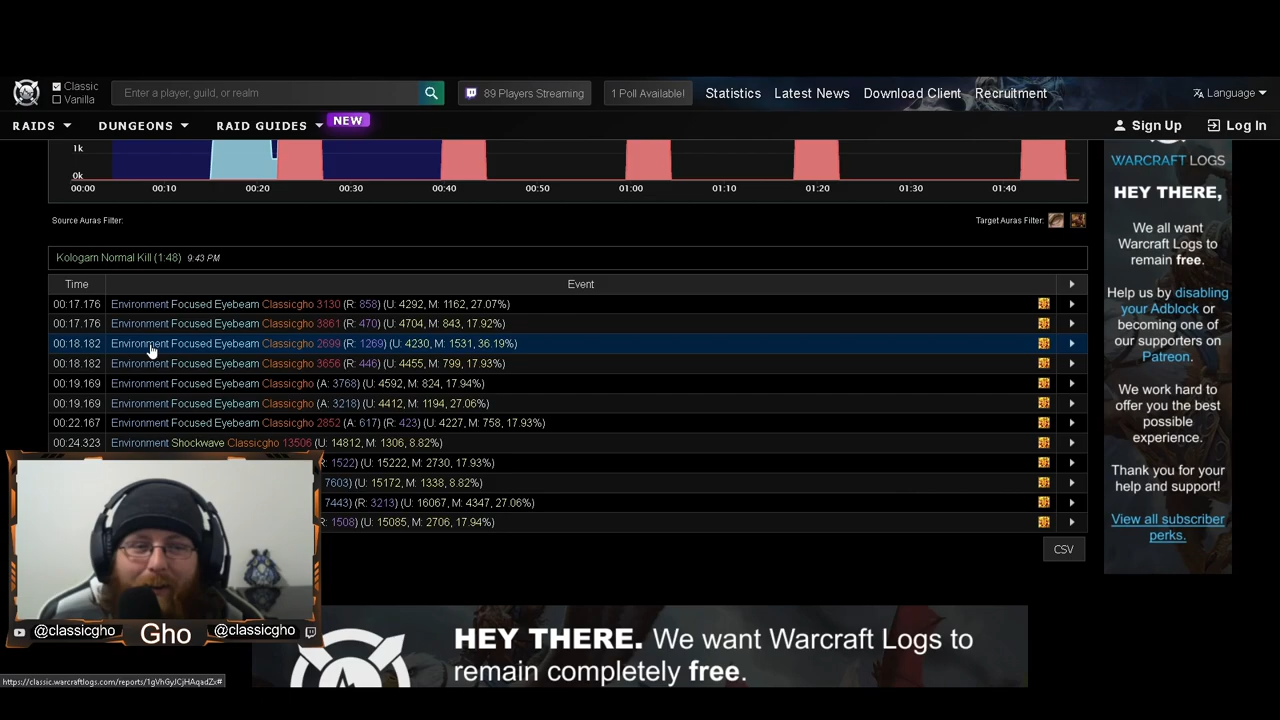 Classic
Vanilla
Enter a player, guild, or realm
89 Players Streaming
1 Poll Available!
Statistics
Latest News
Download Client
Recruitment
Language
RAIDS
DUNGEONS
RAID GUIDES
NEW
Sign Up
Log In
1k
0k
00:00 00:10 00:20 00:30 00:40 00:50 01:00 01:10 01:20 01:30 01:40
Source Auras Filter:
Target Auras Filter:
Kologarn Normal Kill (1:48) 9:43 PM
Time Event
00:17.176 Environment Focused Eyebeam Classicgho 3130 (R: 858) (U: 4292, M: 1162, 27.07%)
00:17.176 Environment Focused Eyebeam Classicgho 3861 (R: 470) (U: 4704, M: 843, 17.92%)
00:18.182 Environment Focused Eyebeam Classicgho 2699 (R: 1269) (U: 4230, M: 1531, 36.19%)
00:18.182 Environment Focused Eyebeam Classicgho 3656 (R: 446) (U: 4455, M: 799, 17.93%)
00:19.169 Environment Focused Eyebeam Classicgho (A: 3768) (U: 4592, M: 824, 17.94%)
00:19.169 Environment Focused Eyebeam Classicgho (A: 3218) (U: 4412, M: 1194, 27.06%)
00:22.167 Environment Focused Eyebeam Classicgho 2852 (A: 617) (R: 423) (U: 4227, M: 758, 17.93%)
00:24.323 Environment Shockwave Classicgho 13506 (U: 14812, M: 1306, 8.82%)
R: 1522) (U: 15222, M: 2730, 17.93%)
7603) (U: 15172, M: 1338, 8.82%)
7443) (R: 3213) (U: 16067, M: 4347, 27.06%)
R: 1508) (U: 15085, M: 2706, 17.94%)
CSV
WARCRAFT LOGS
HEY THERE,
We all want
Warcraft Logs to
remain free.
Help us by disabling
your Adblock or
becoming one of
our supporters on
Patreon.
We work hard to
offer you the best
possible
experience.
Thank you for your
help and support!
View all subscriber
perks.
@classicgho
Gho
@classicgho
HEY THERE. We want Warcraft Logs to
remain completely free.
https://classic.warcraftlogs.com/reports/1gVhGyJCjHAqadZx#